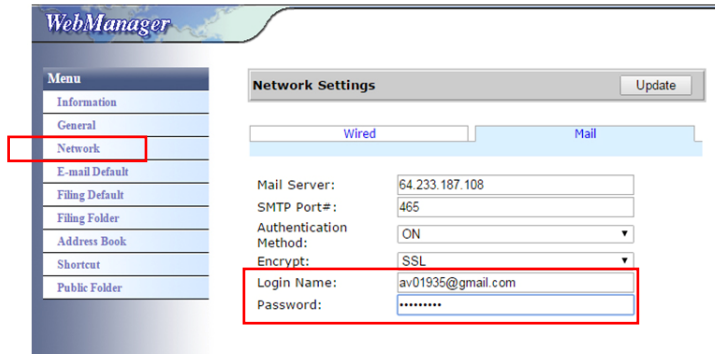 WebManager
Menu
Information
General
Network
E-mail Default
Filing Default
Filing Folder
Address Book
Shortcut
Public Folder
Network Settings
Update
Wired
Mail
Mail Server: 64.233.187.108
SMTP Port#: 465
Authentication Method: ON
Encrypt: SSL
Login Name: av01935@gmail.com
Password: •••••••••